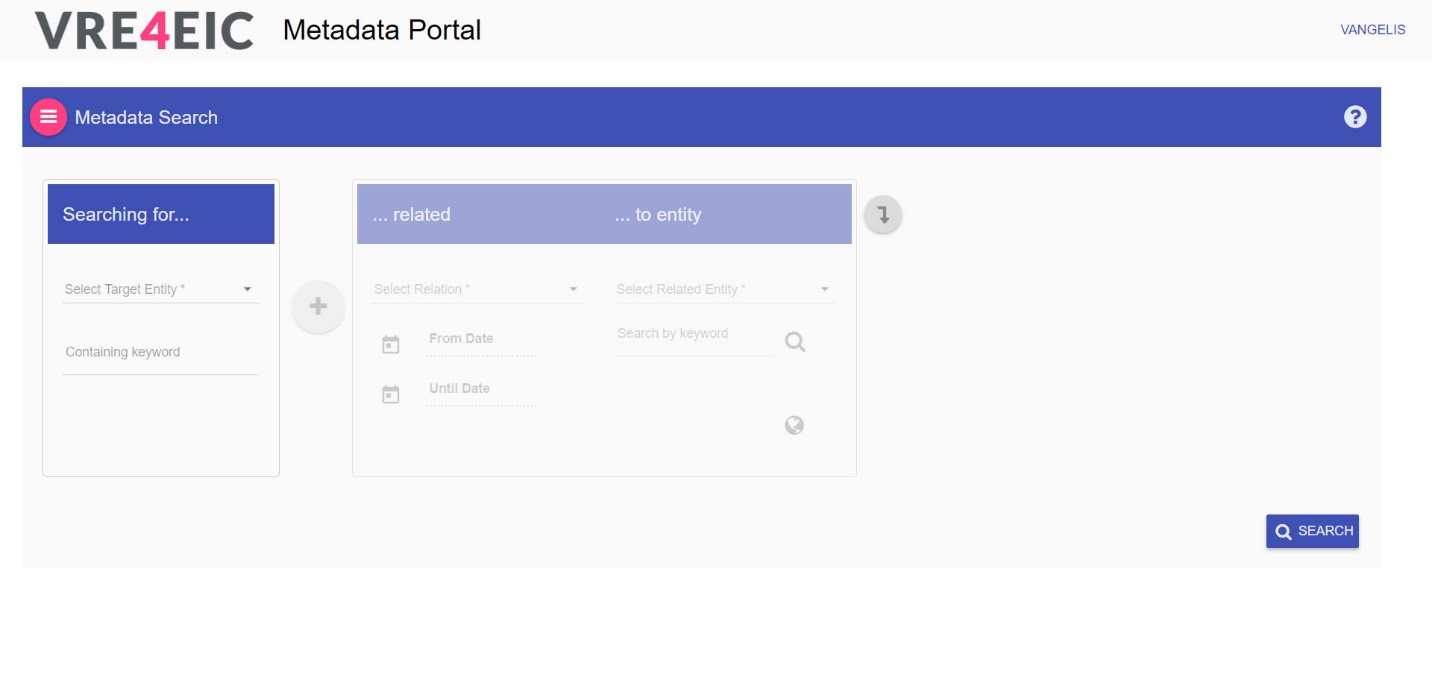 VRE4EIC Metadata Portal VANGELIS
Metadata Search ?
Searching for... ... related ... to entity
Select Target Entity * Select Relation * Select Related Entity *
From Date Search by keyword
Containing keyword
Until Date
SEARCH